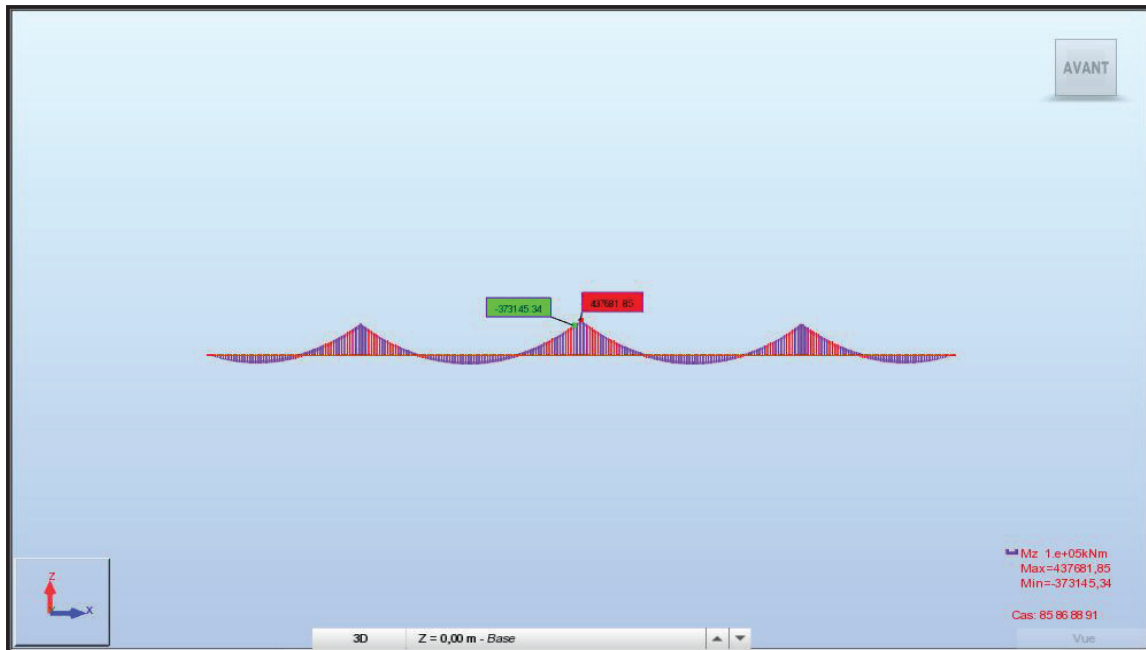 AVANT
-373145.34
437681.85
Mz 1.e+05kNm
Max=437681,85
Min=-373145,34
Cas: 85 86 88 91
Z
X
3D Z = 0,00 m - Base
Vue